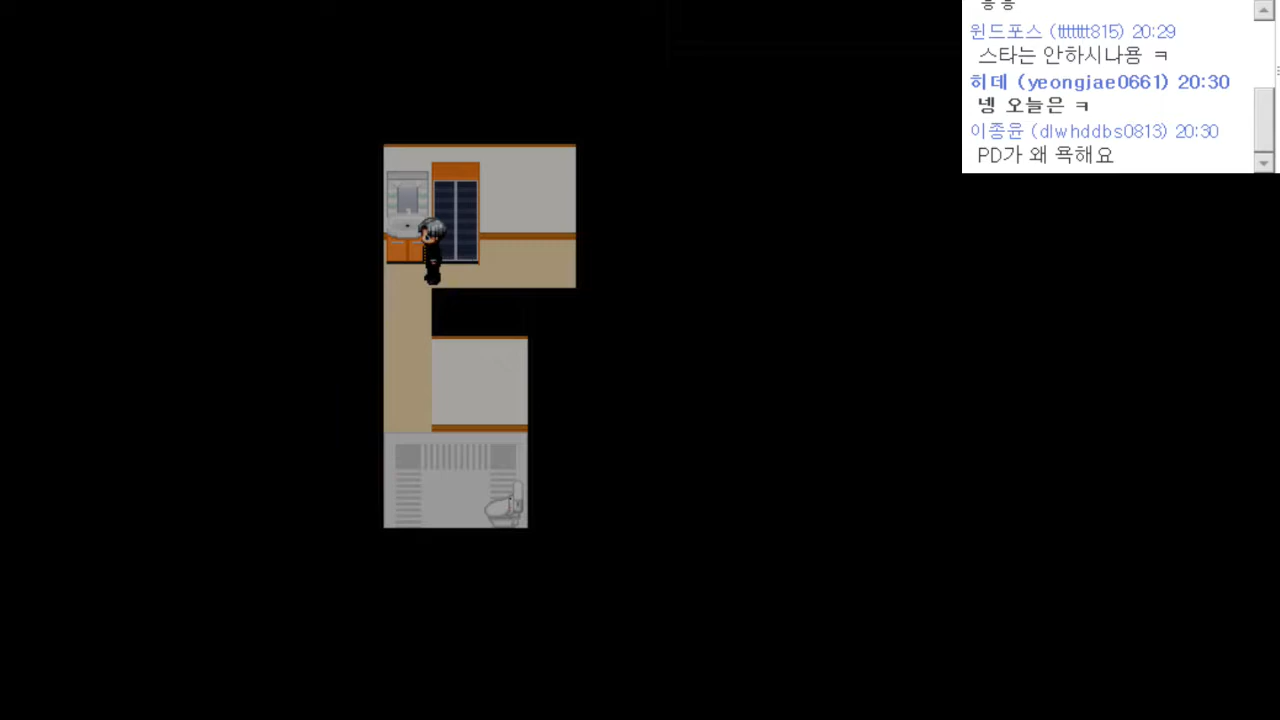 윈드포스 (ttttttt815) 20:29
스타는 안하시나용 ㅋ
히데 (yeongjae0661) 20:30
넹 오늘은 ㅋ
이종윤 (dlwhddbs0813) 20:30
PD가 왜 욕해요